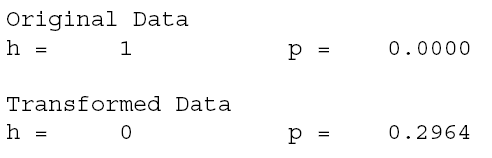 Original Data
h = 1 p = 0.0000
Transformed Data
h = 0 p = 0.2964